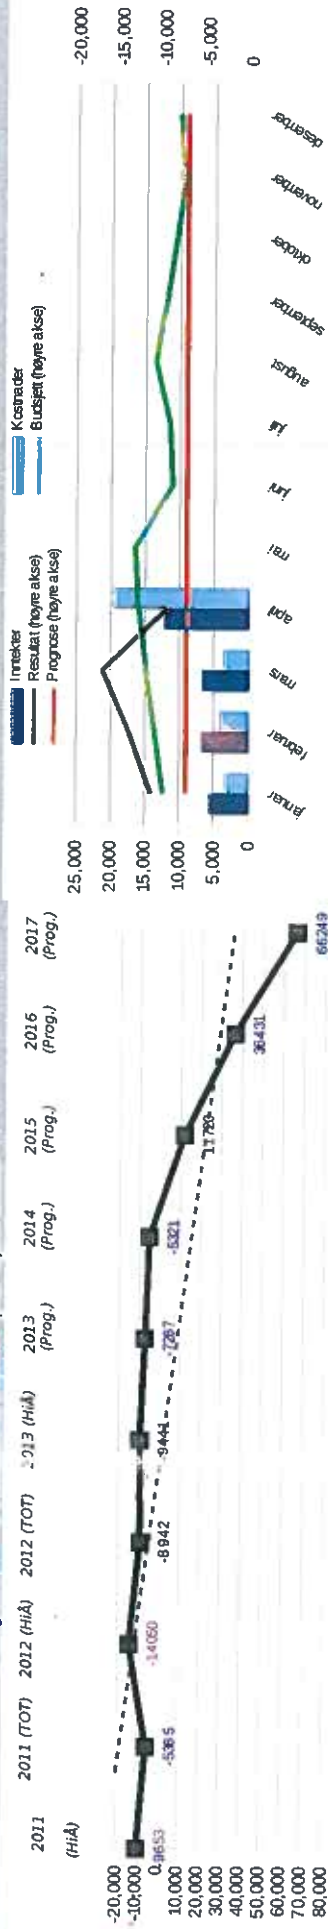 2011
(HiÅ)
2011 (TOT)
2012 (HiÅ)
2012 (TOT)
2013 (HiÅ)
2013
(Prog.)
2014
(Prog.)
2015
(Prog.)
2016
(Prog.)
2017
(Prog.)
-20,000
-10,000
0
10,000
20,000
30,000
40,000
50,000
60,000
70,000
80,000
-9653
-5365
-14050
-8942
-9441
-7267
-5321
11783
36431
66249
Inntekter
Kostnader
Resultat (høyre akse)
Budsjett (høyre akse)
Prognose (høyre akse)
25,000
20,000
15,000
10,000
5,000
0
-20,000
-15,000
-10,000
-5,000
0
januar
februar
mars
april
mai
juni
juli
august
september
oktober
november
desember